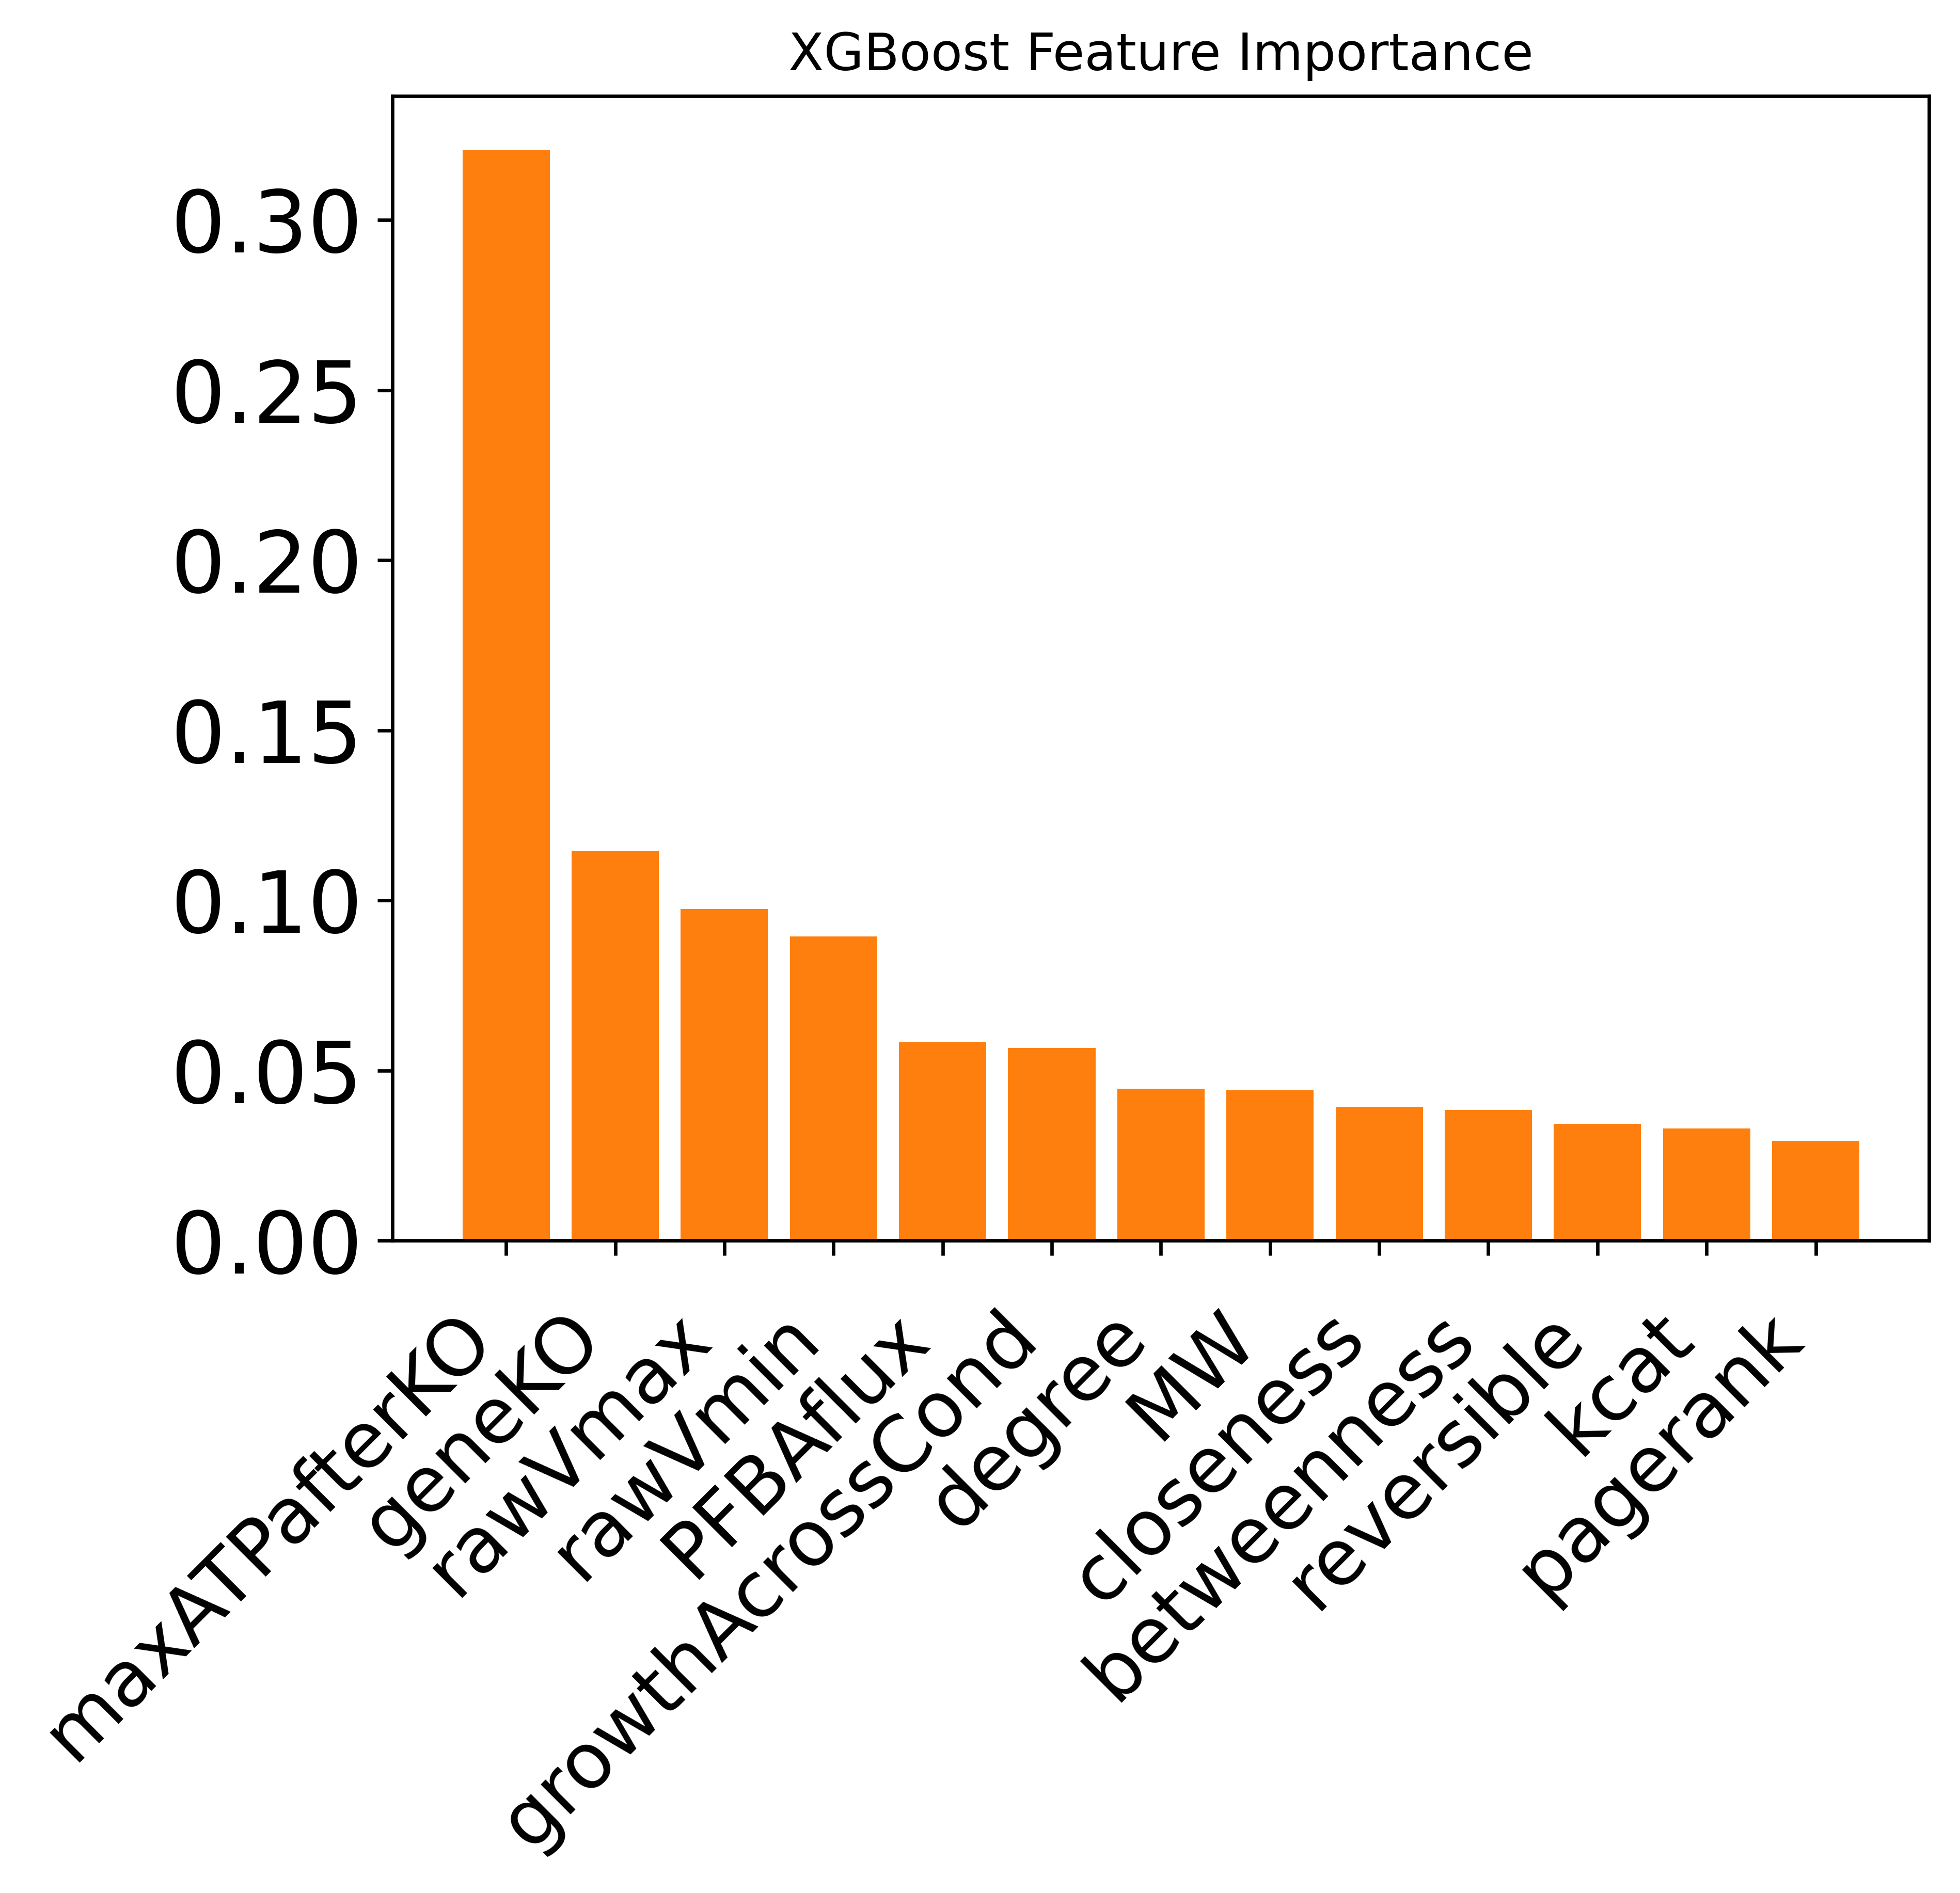 XGBoost Feature Importance
0.30
0.25
0.20
0.15
0.10
0.05
0.00
maxATPafterKO
geneKO
rawVmax
rawVmin
PFBAflux
growthAcrossCond
degree
MW
closeness
betweenness
reversible
kcat
pagerank